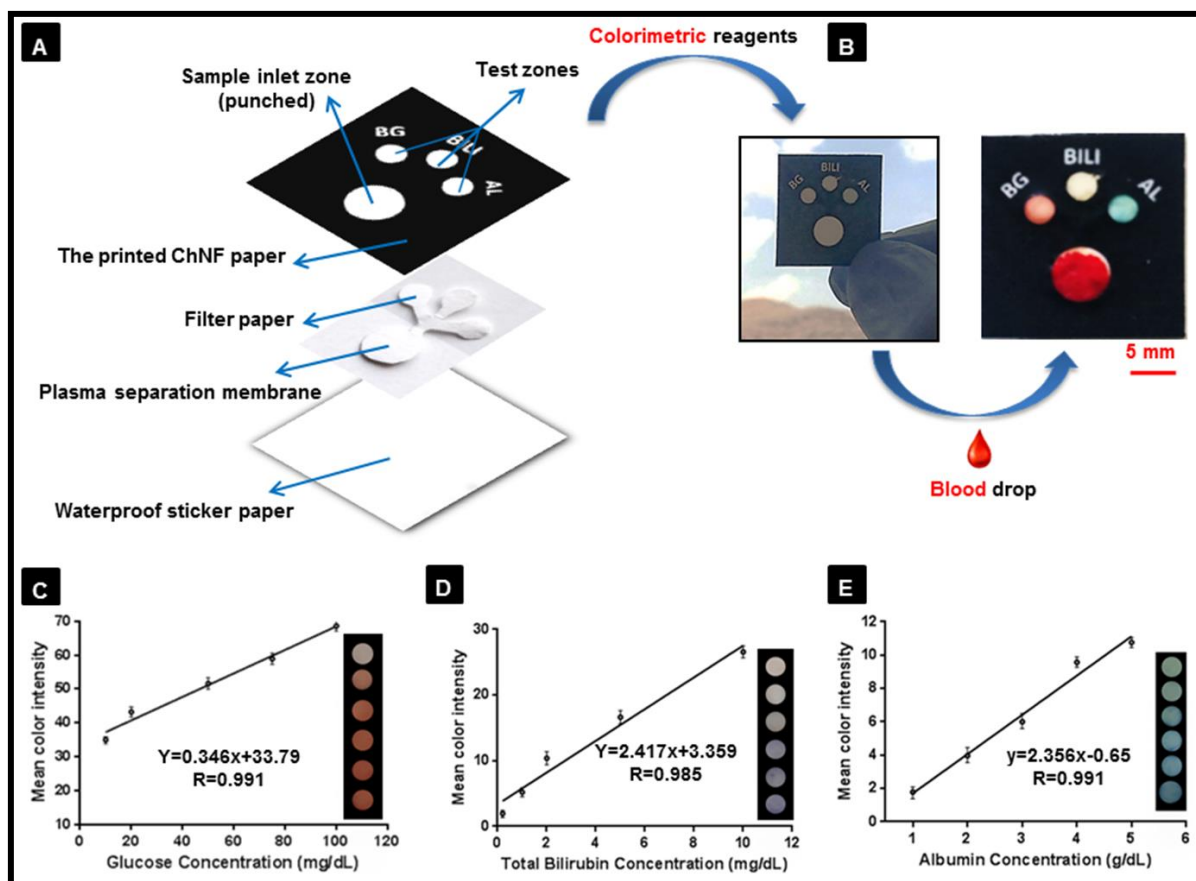 A
Colorimetric reagents
B
Sample inlet zone
(punched)
Test zones
BG
BILI
AL
The printed ChNF paper
Filter paper
Plasma separation membrane
Waterproof sticker paper
BG
BILI
AL
BG
BILI
AL
5 mm
Blood drop
C
Mean color intensity
70
60
50
40
30
20
10
0
20
40
60
80
100
120
Y=0.346x+33.79
R=0.991
Glucose Concentration (mg/dL)
D
Mean color intensity
30
20
10
0
0
2
4
6
8
10
12
Y=2.417x+3.359
R=0.985
Total Bilirubin Concentration (mg/dL)
E
Mean color intensity
12
10
8
6
4
2
0
1
2
3
4
5
6
y=2.356x-0.65
R=0.991
Albumin Concentration (g/dL)